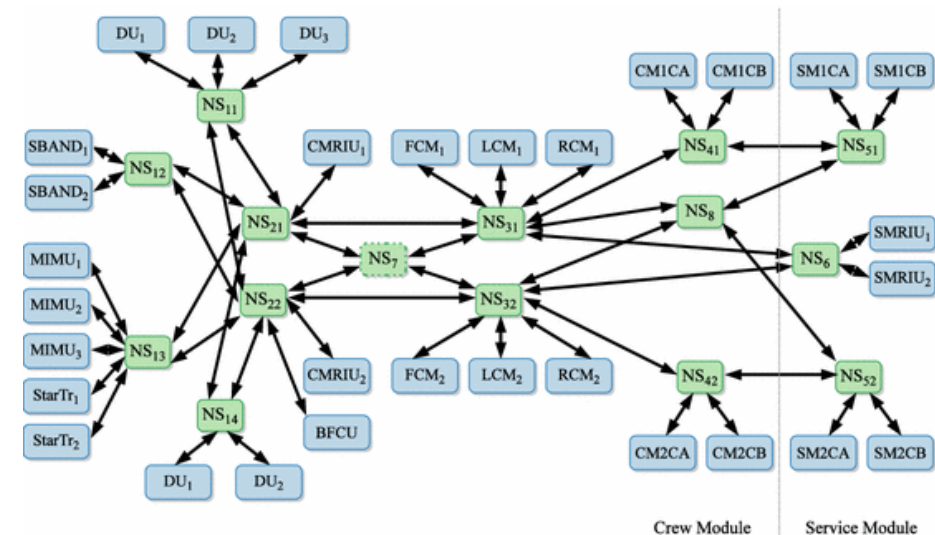 DU₁ DU₂ DU₃
NS₁₁
CM1CA CM1CB SM1CA SM1CB
SBAND₁
NS₁₂
SBAND₂
CMRIU₁ FCM₁ LCM₁ RCM₁
NS₄₁ NS₅₁
NS₂₁ NS₃₁ NS₈
SMRIU₁
NS₇ NS₆
SMRIU₂
MIMU₁
MIMU₂
NS₂₂ NS₃₂
MIMU₃
NS₁₃
StarTr₁
StarTr₂
CMRIU₂ FCM₂ LCM₂ RCM₂
NS₄₂ NS₅₂
NS₁₄
BFCU
CM2CA CM2CB SM2CA SM2CB
DU₁ DU₂
Crew Module Service Module